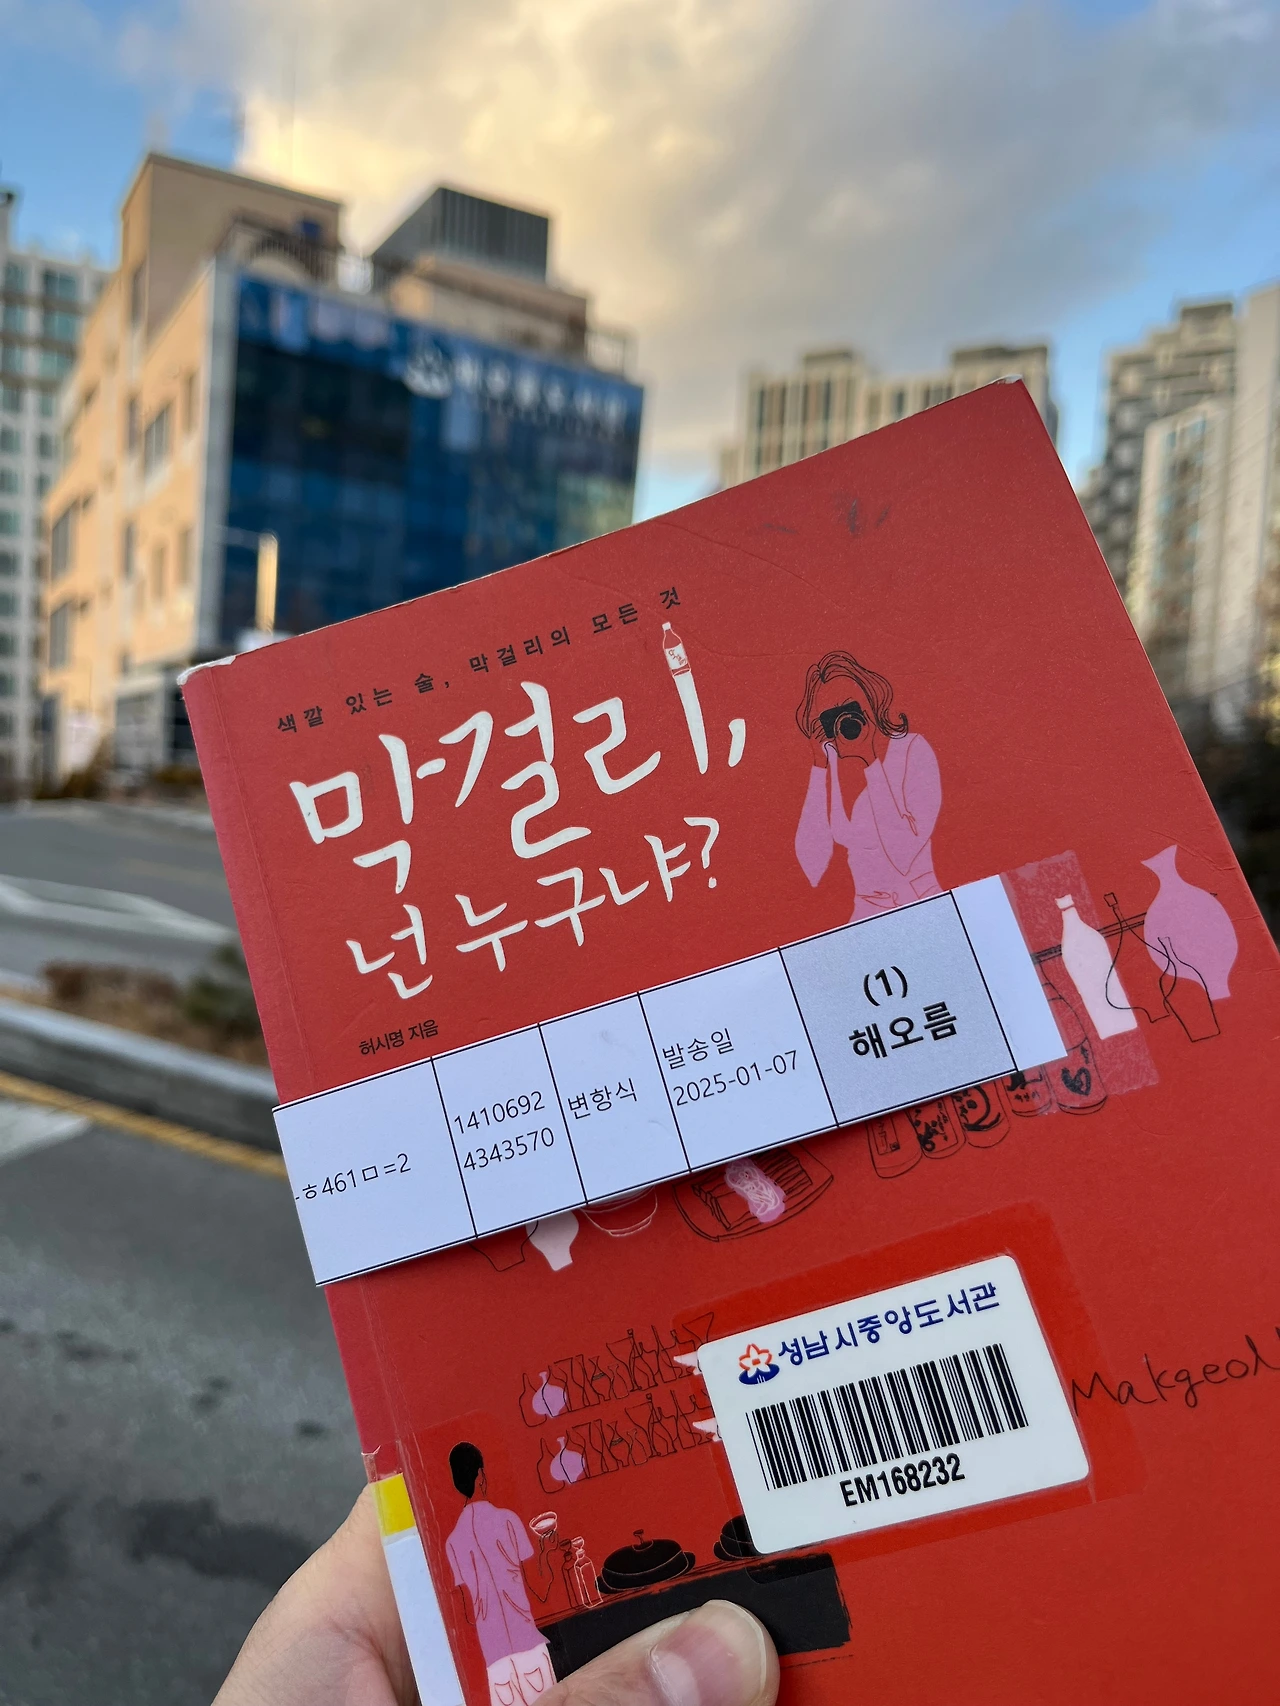 색깔 있는 술, 막걸리의 모든 것
막걸리,
넌 누구냐?
허시명 지음
ㅎ461ㅁ=2
1410692
4343570
변항식
발송일
2025-01-07
(1)
해오름
성남시중앙도서관
EM168232